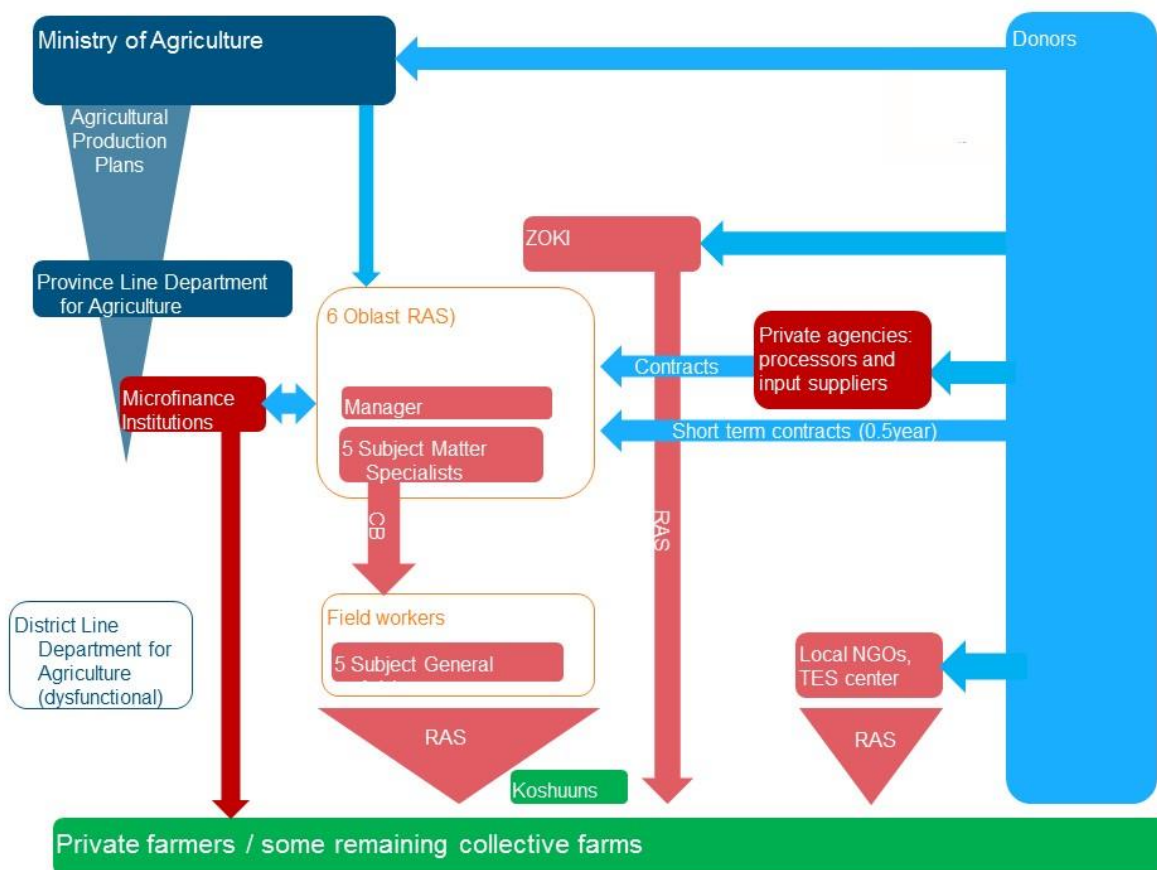 Ministry of Agriculture
Donors
Agricultural
Production
Plans
ZOKI
Province Line Department
for Agriculture
6 Oblast RAS)
Private agencies:
processors and
input suppliers
Contracts
Microfinance
Institutions
Manager
Short term contracts (0.5year)
5 Subject Matter
Specialists
CB
RAS
District Line
Department for
Agriculture
(dysfunctional)
Field workers
5 Subject General
Local NGOs,
TES center
RAS
RAS
Koshuuns
Private farmers / some remaining collective farms